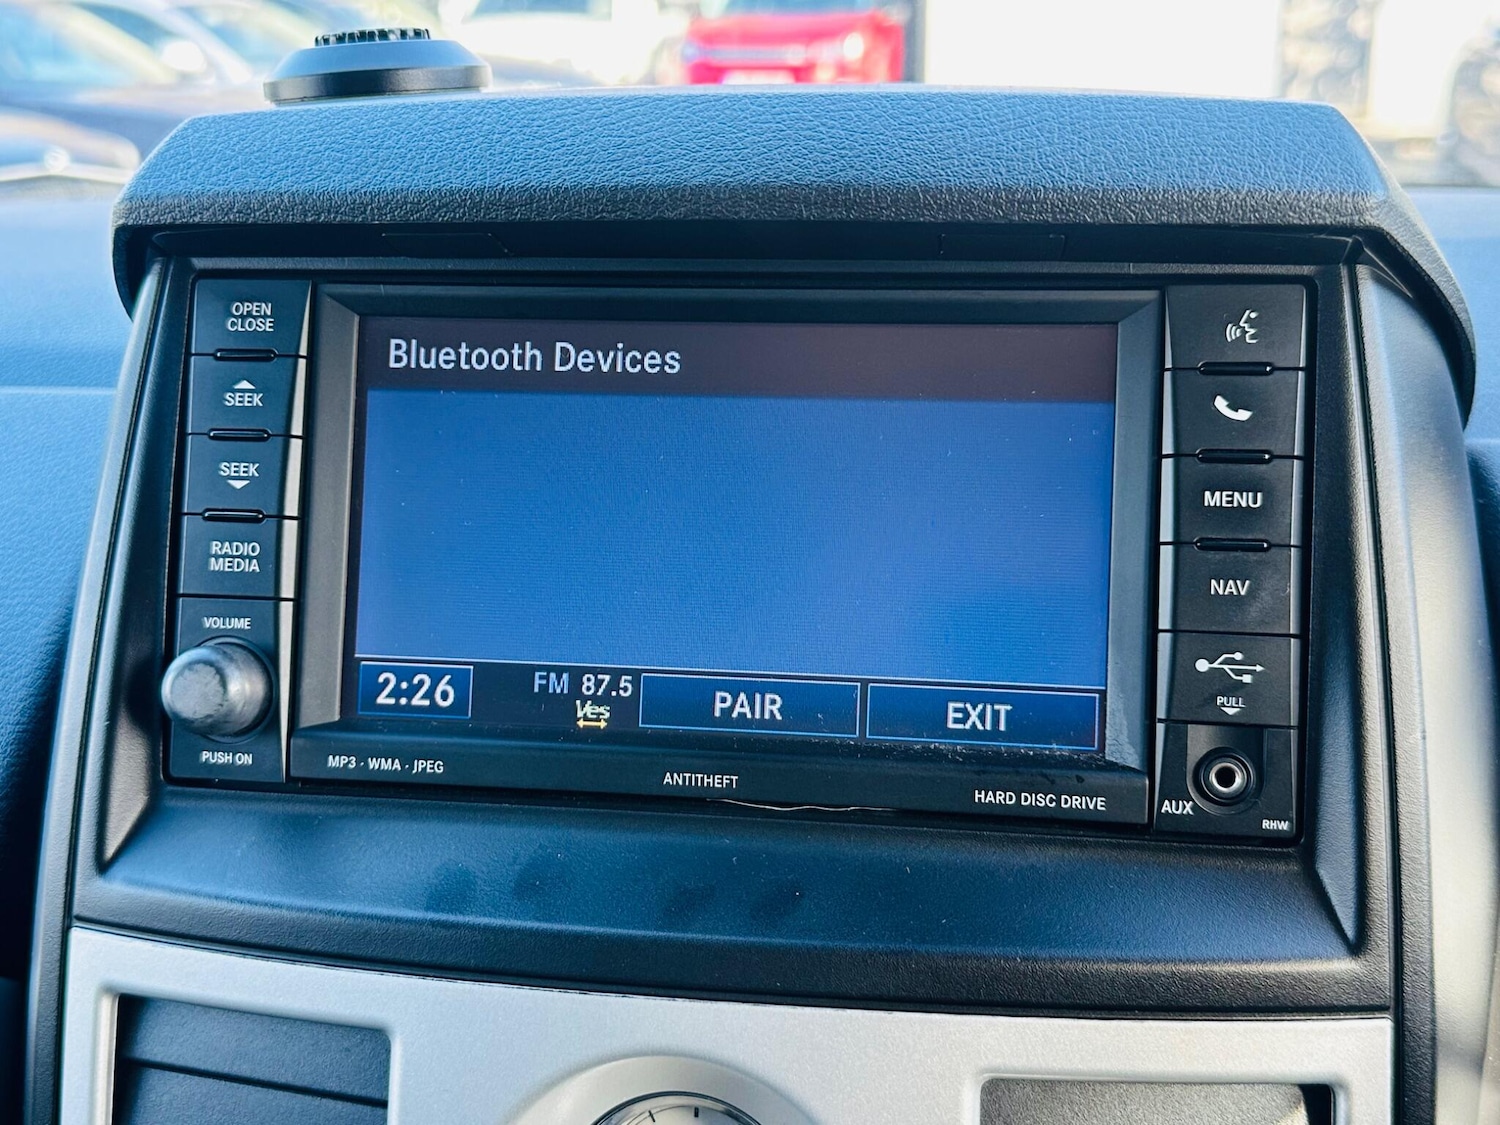 OPEN
CLOSE
SEEK
SEEK
RADIO
MEDIA
VOLUME
PUSH ON
Bluetooth Devices
2:26
FM 87.5
Ves
PAIR
EXIT
MP3 · WMA · JPEG
ANTITHEFT
HARD DISC DRIVE
MENU
NAV
PULL
AUX
RHW